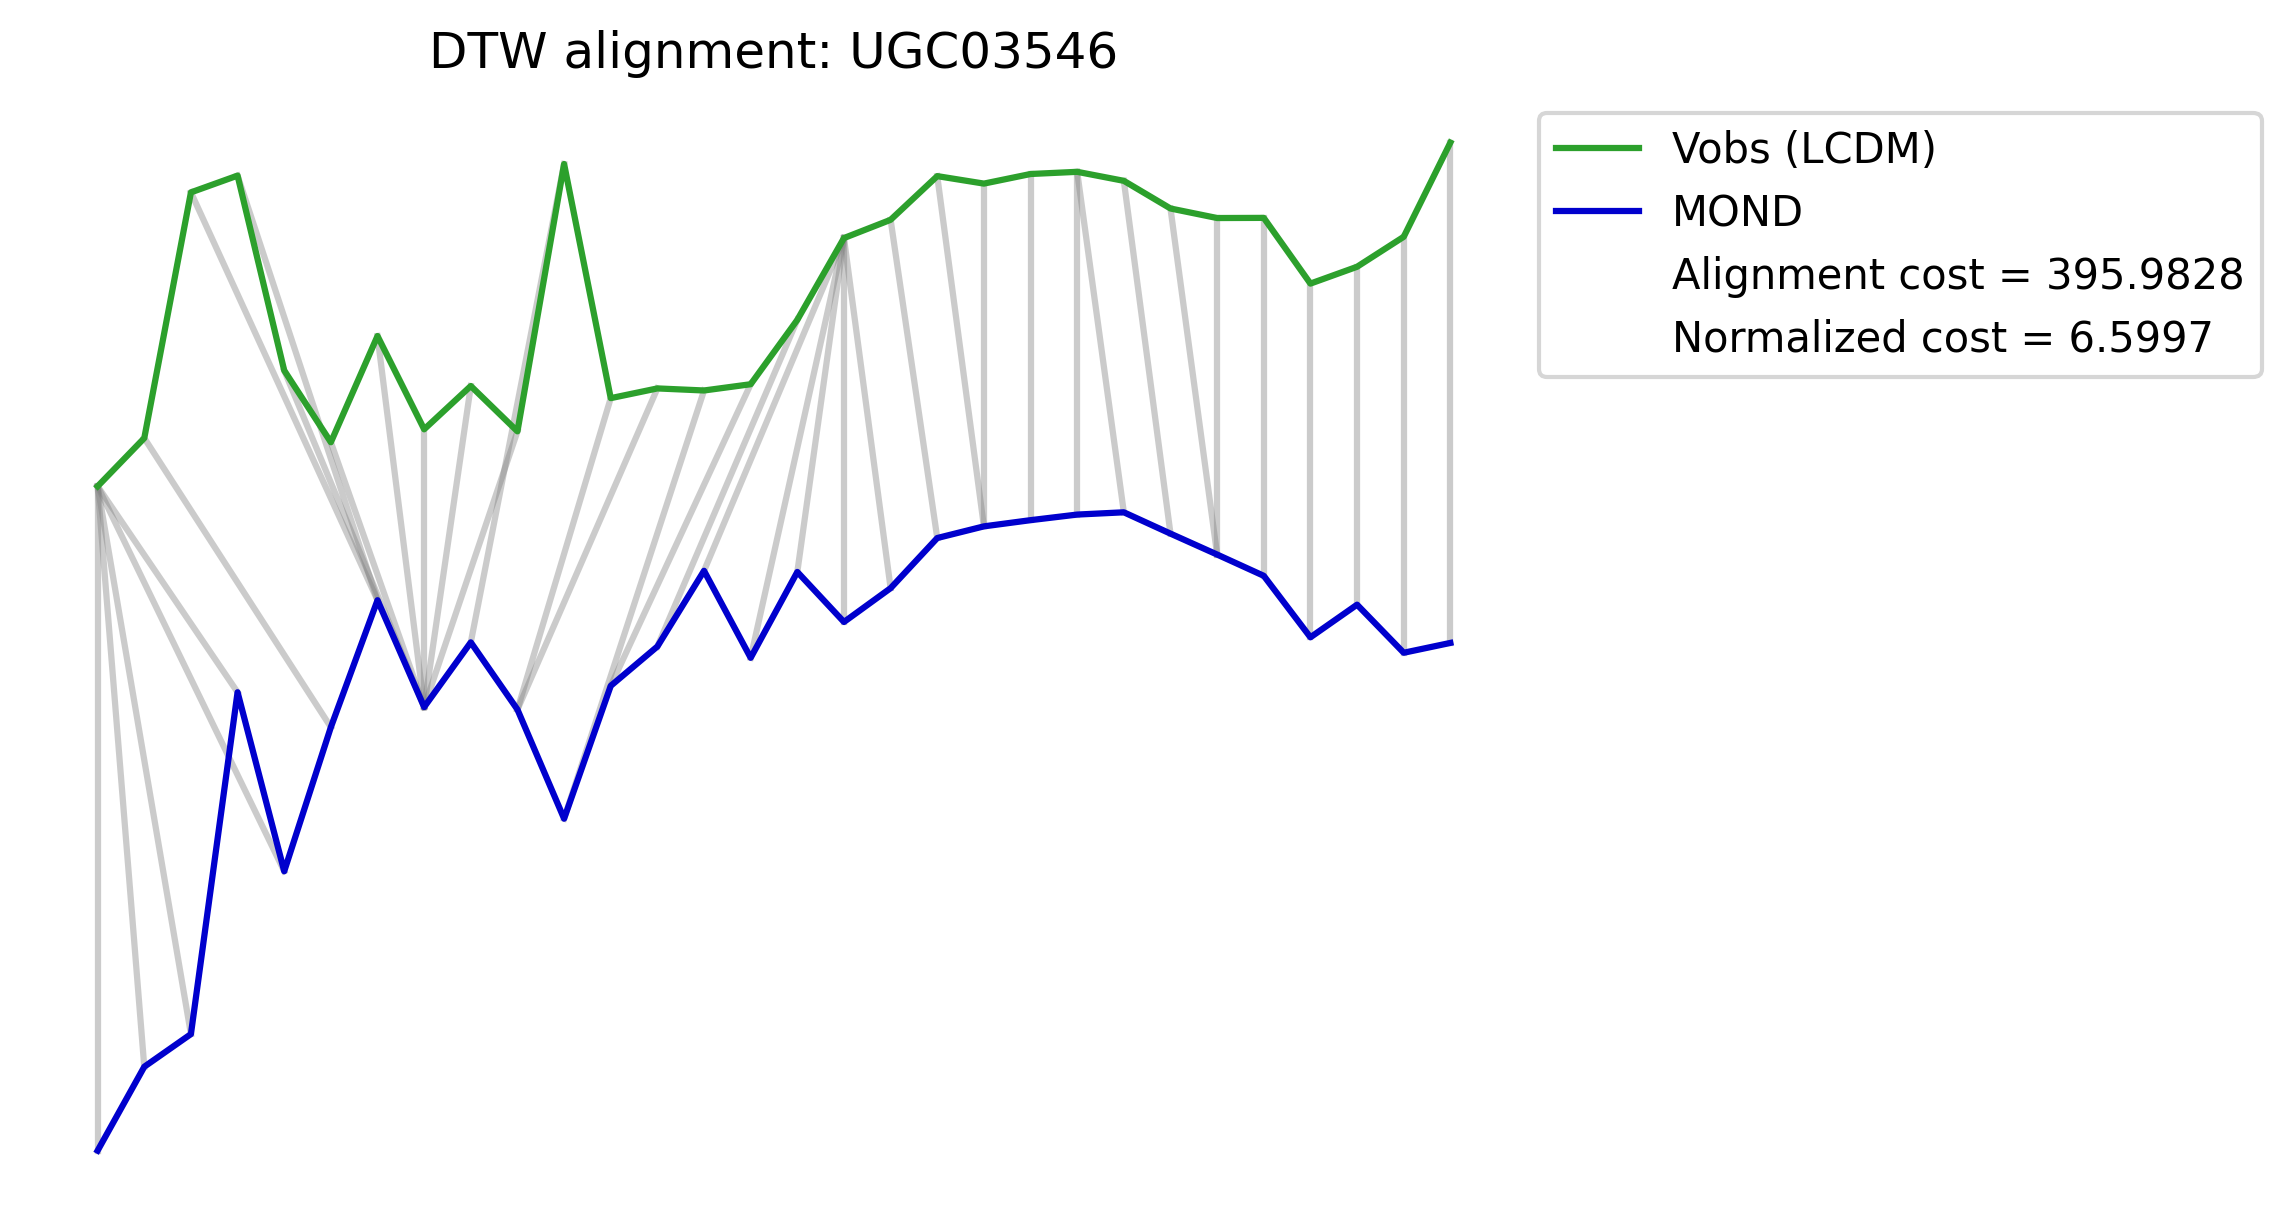 DTW alignment: UGC03546
Vobs (LCDM)
MOND
Alignment cost = 395.9828
Normalized cost = 6.5997